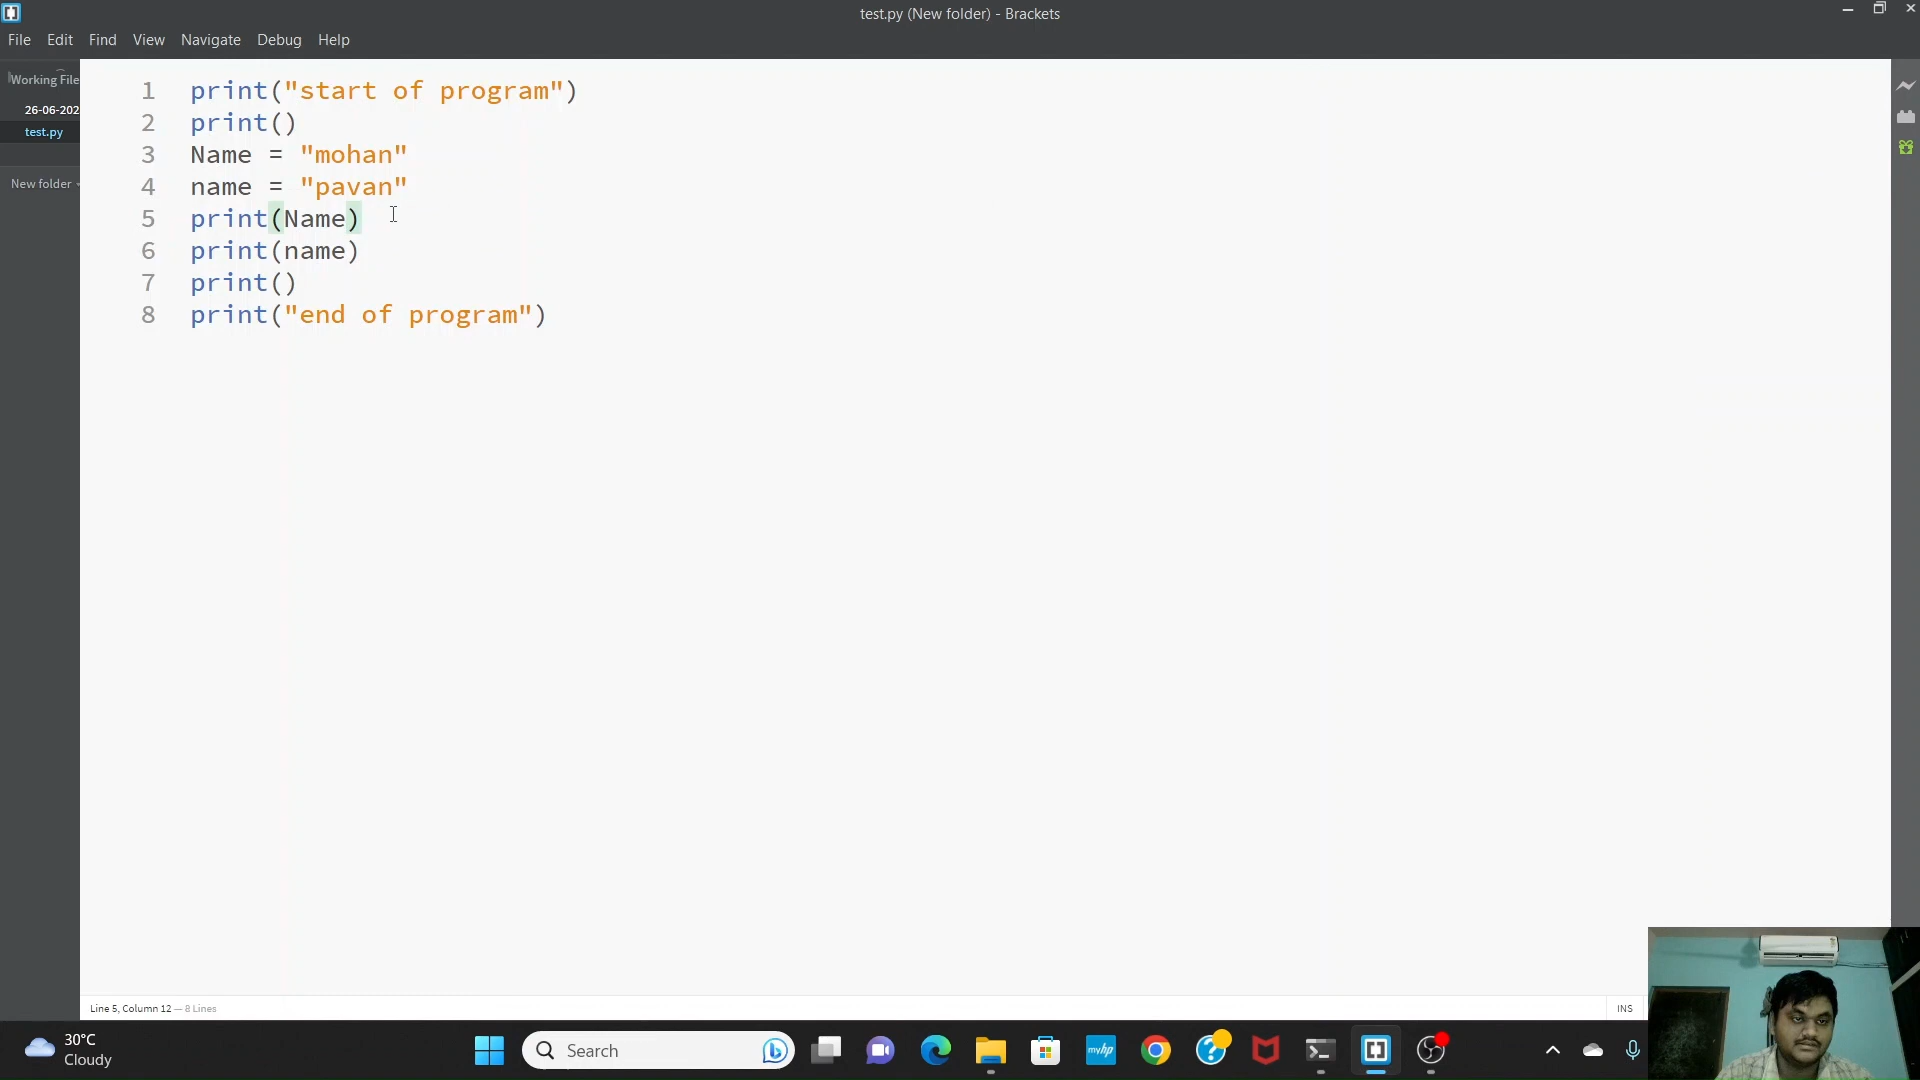 test.py (New folder) - Brackets
File Edit Find View Navigate Debug Help
Working File
26-06-202
test.py
New folder
1 print("start of program")
2 print()
3 Name = "mohan"
4 name = "pavan"
5 print(Name)
6 print(name)
7 print()
8 print("end of program")
Line 5, Column 12 — 8 Lines
INS
30°C
Cloudy
Search
myhp